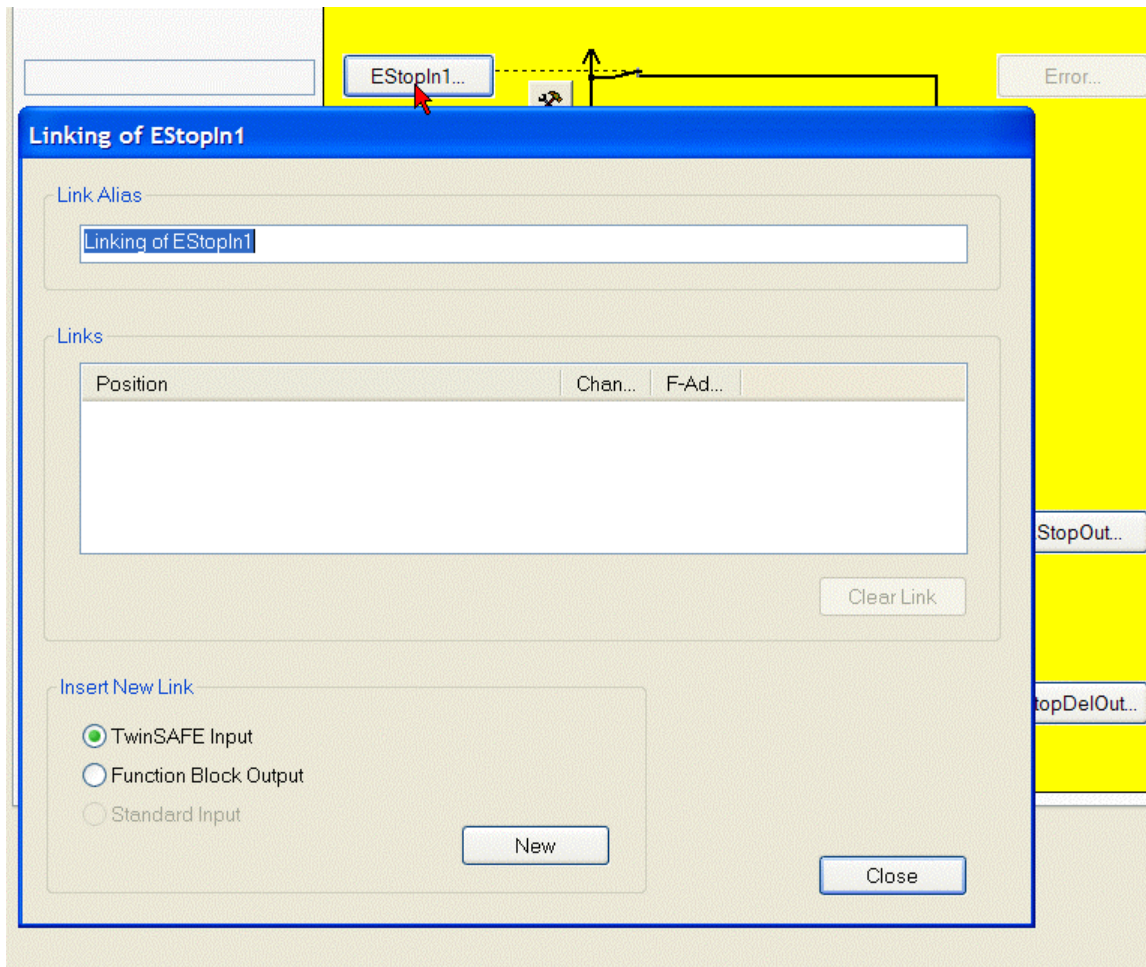 EStopIn1...
Error...
Linking of EStopIn1
Link Alias
Linking of EStopIn1
Links
Position Chan... F-Ad...
StopOut...
Clear Link
Insert New Link
topDelOut...
TwinSAFE Input
Function Block Output
Standard Input
New
Close